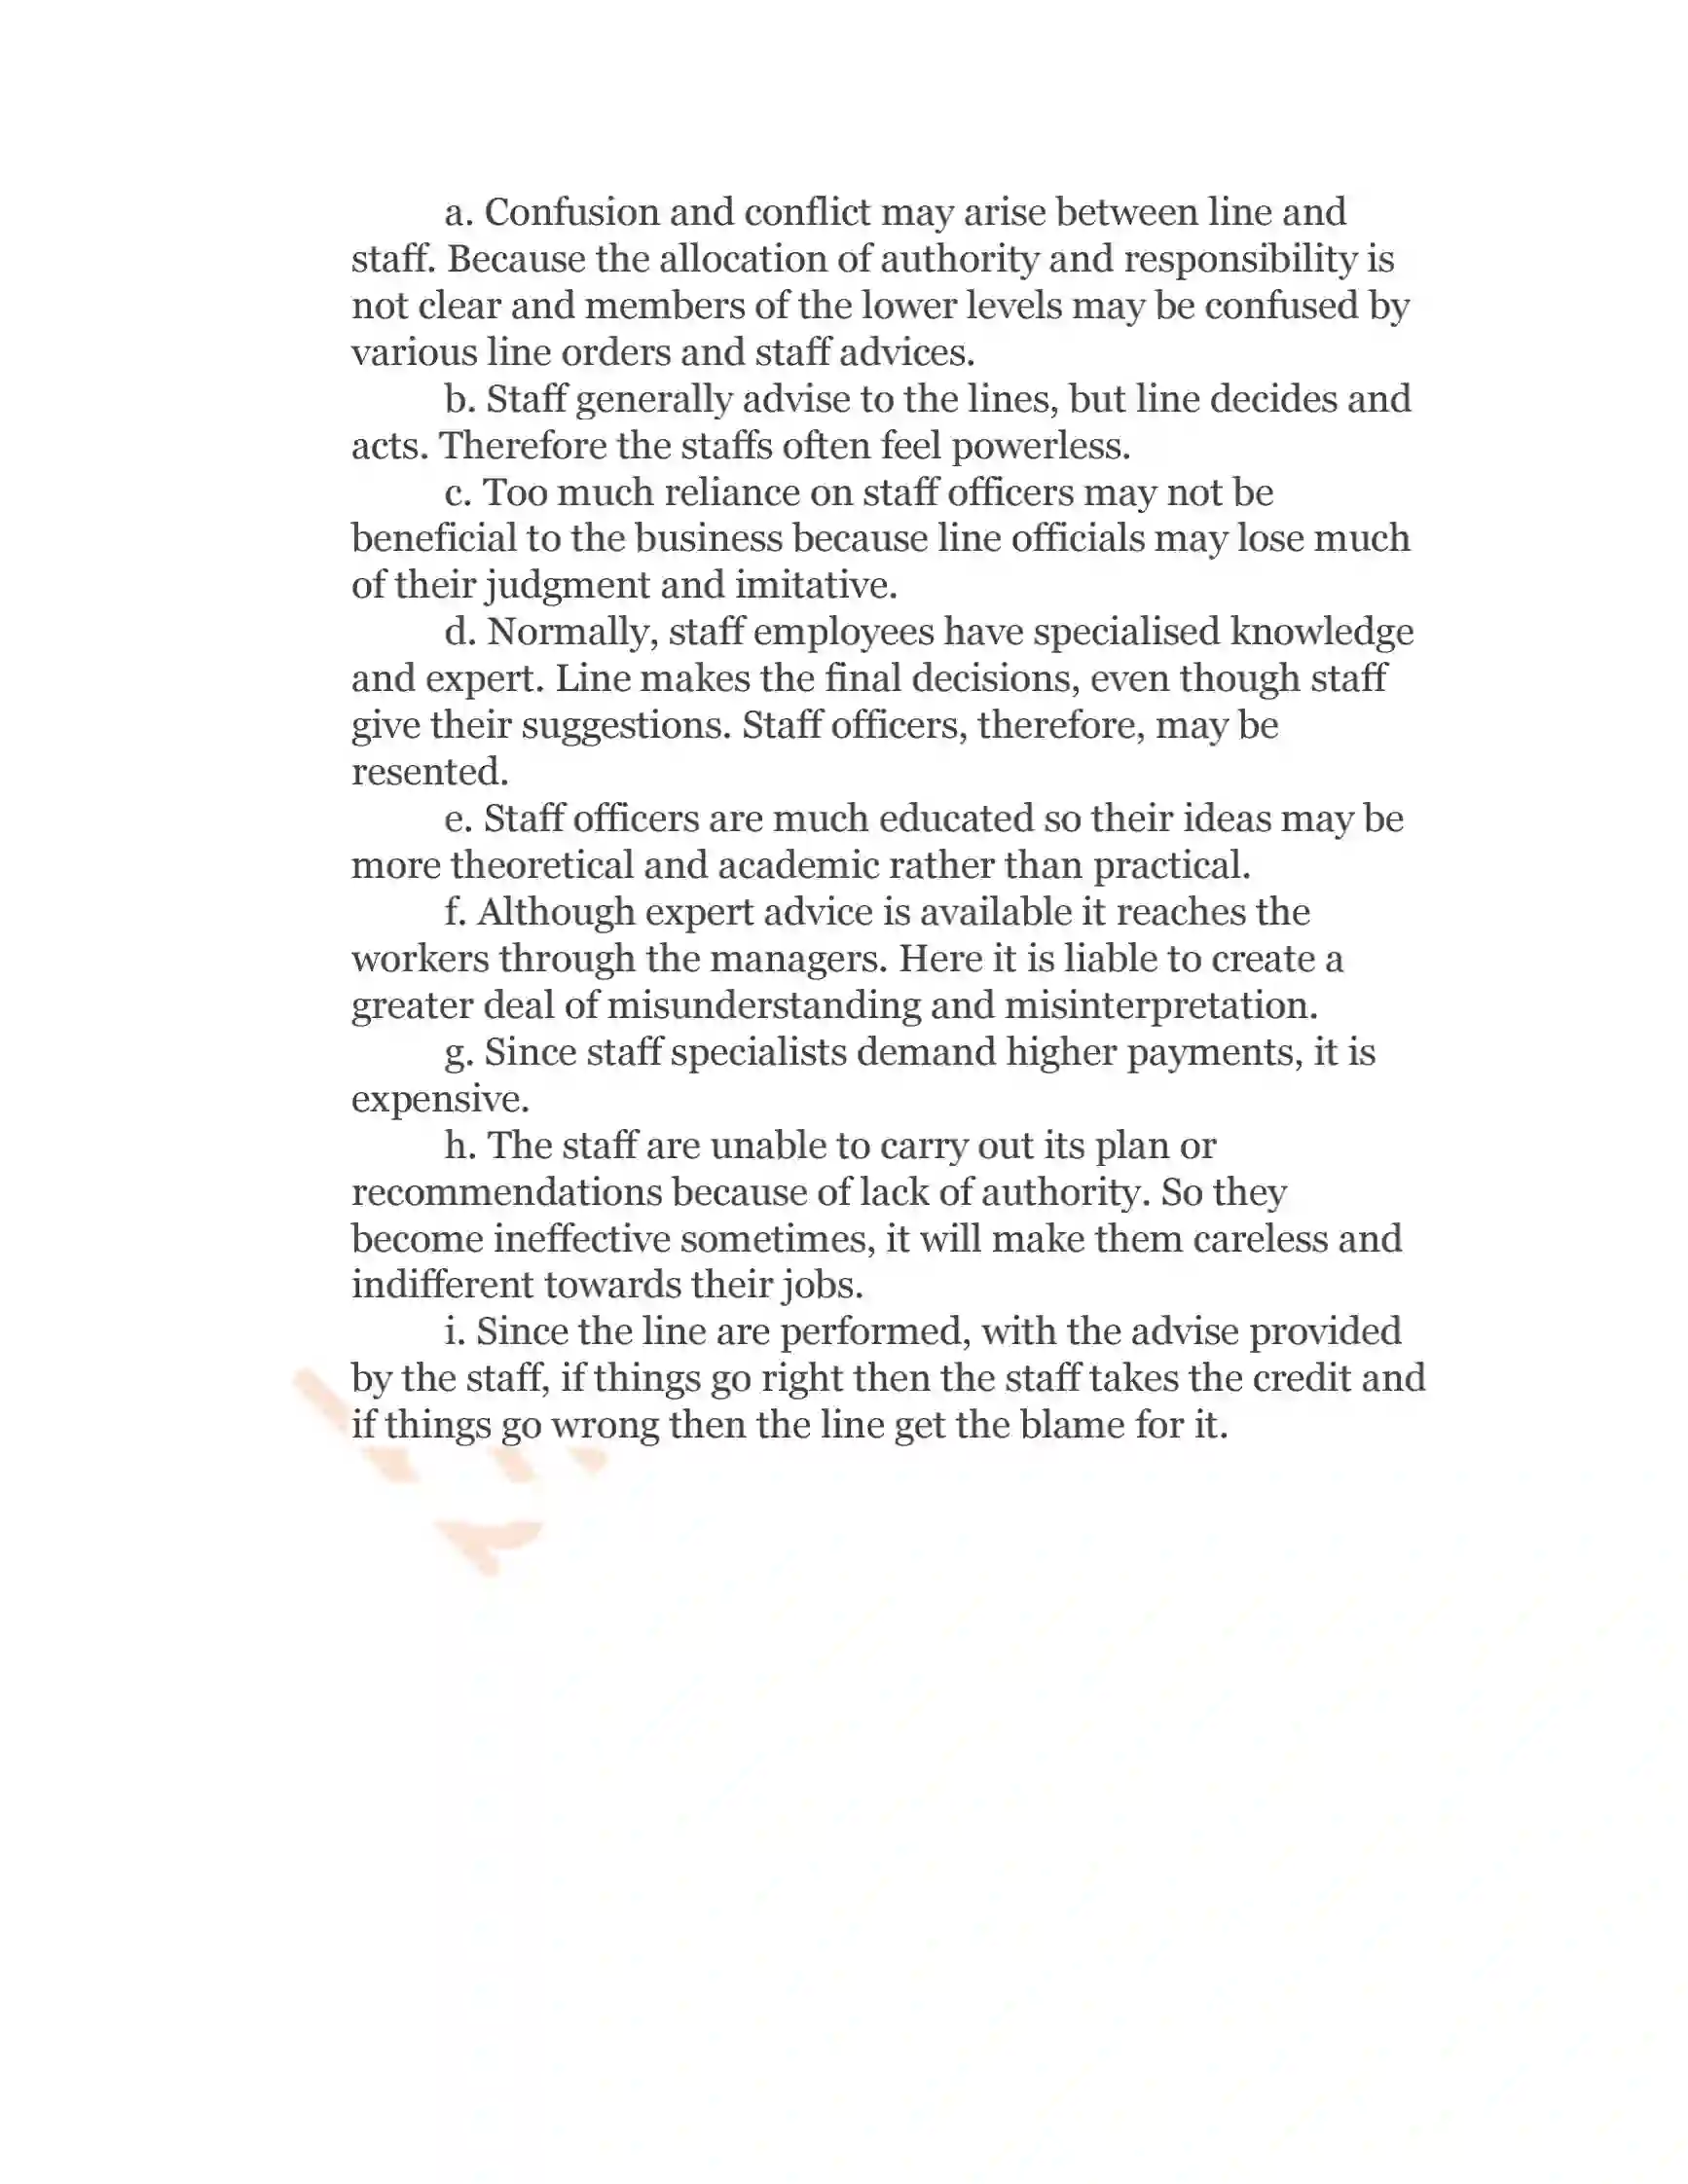 a. Confusion and conflict may arise between line and
staff. Because the allocation of authority and responsibility is
not clear and members of the lower levels may be confused by
various line orders and staff advices.
b. Staff generally advise to the lines, but line decides and
acts. Therefore the staffs often feel powerless.
c. Too much reliance on staff officers may not be
beneficial to the business because line officials may lose much
of their judgment and imitative.
d. Normally, staff employees have specialised knowledge
and expert. Line makes the final decisions, even though staff
give their suggestions. Staff officers, therefore, may be
resented.
e. Staff officers are much educated so their ideas may be
more theoretical and academic rather than practical.
f. Although expert advice is available it reaches the
workers through the managers. Here it is liable to create a
greater deal of misunderstanding and misinterpretation.
g. Since staff specialists demand higher payments, it is
expensive.
h. The staff are unable to carry out its plan or
recommendations because of lack of authority. So they
become ineffective sometimes, it will make them careless and
indifferent towards their jobs.
i. Since the line are performed, with the advise provided
by the staff, if things go right then the staff takes the credit and
if things go wrong then the line get the blame for it.